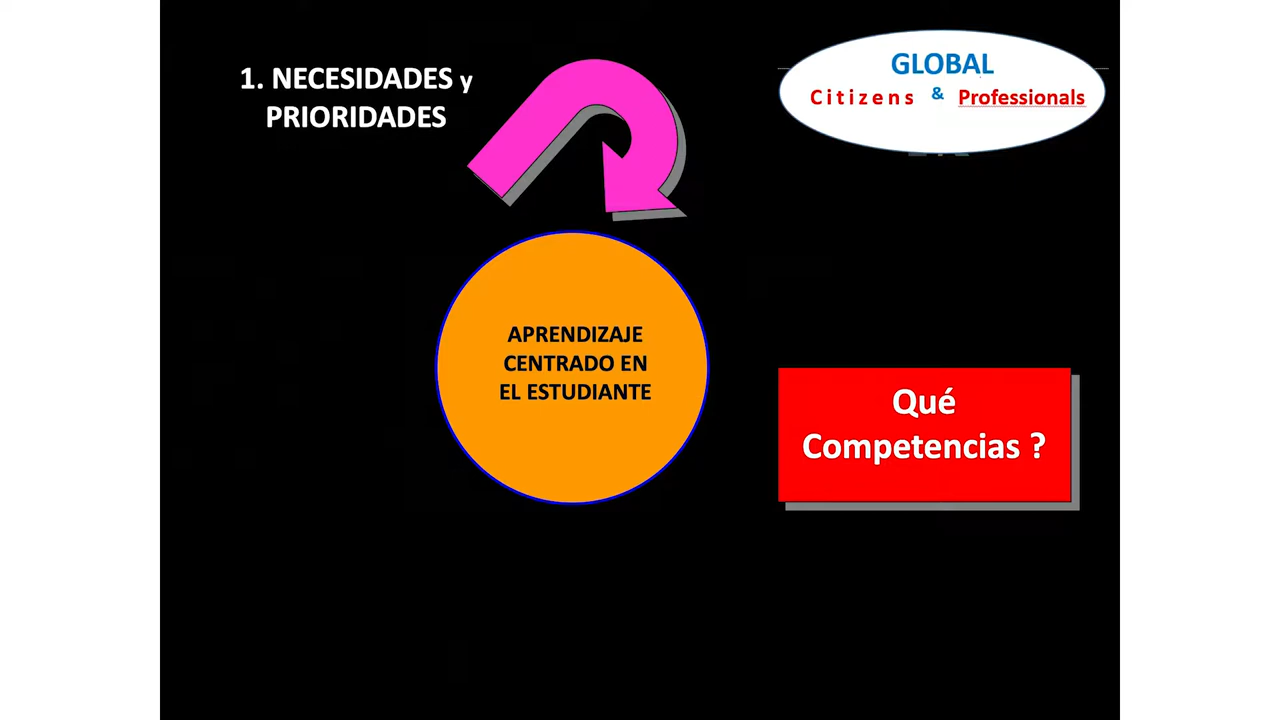 1. NECESIDADES y
PRIORIDADES
GLOBAL
Citizens & Professionals
APRENDIZAJE
CENTRADO EN
EL ESTUDIANTE
Qué
Competencias ?